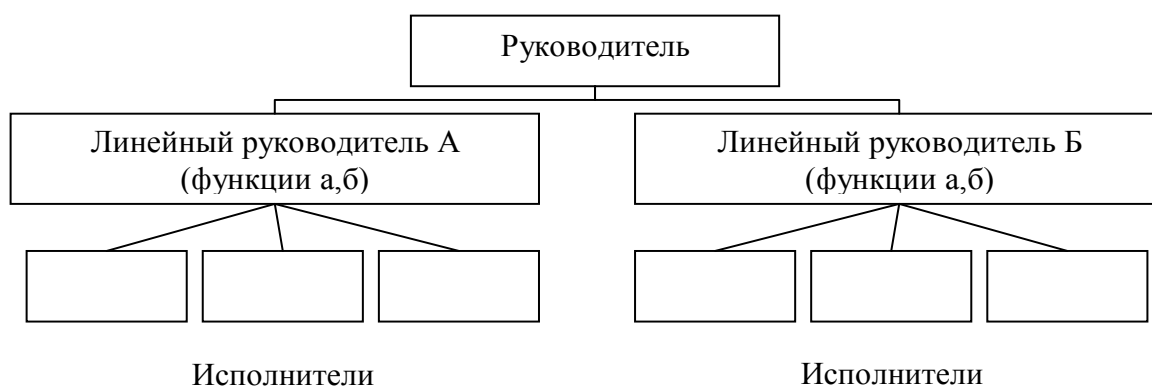 Руководитель
Линейный руководитель А
(функции а,б)
Линейный руководитель Б
(функции а,б)
Исполнители
Исполнители